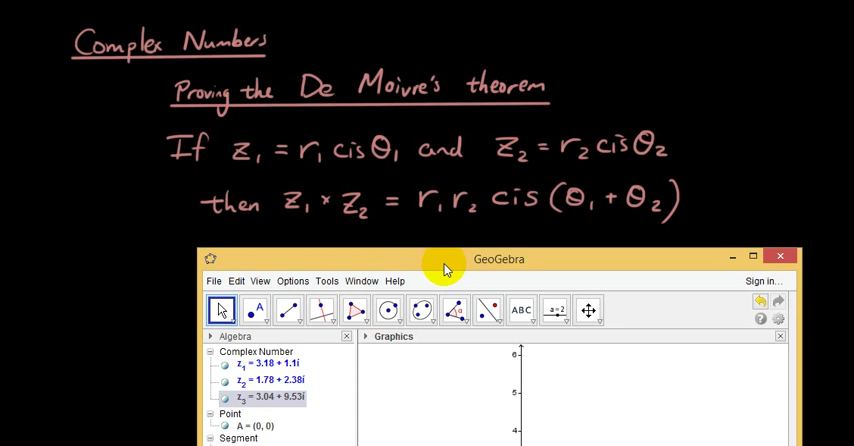 Complex Numbers
Proving the De Moivre's theorem
If z₁ = r₁ cis θ₁ and z₂ = r₂ cis θ₂
then z₁ × z₂ = r₁ r₂ cis (θ₁ + θ₂)
GeoGebra
File Edit View Options Tools Window Help Sign in...
A α ABC a=2
Algebra Graphics
Complex Number
z₁ = 3.18 + 1.1i
z₂ = 1.78 + 2.38i
z₃ = 3.04 + 9.53i
Point
A = (0, 0)
Segment
6
5
4